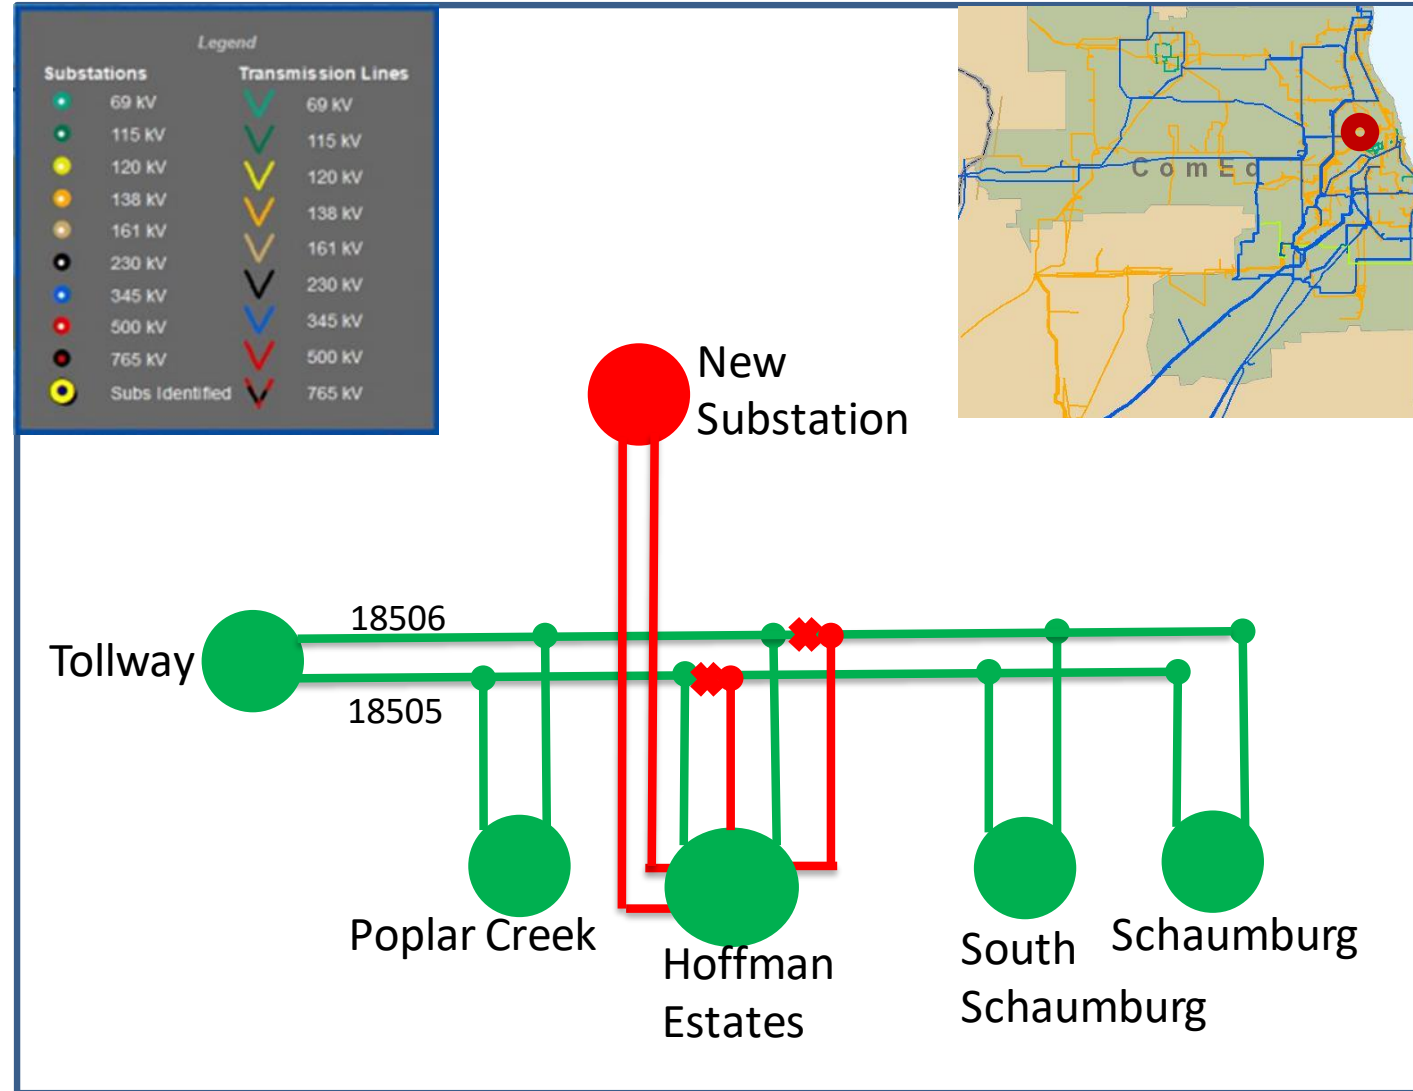 Legend
Substations Transmission Lines
69 kV 69 kV
115 kV 115 kV
120 kV 120 kV
138 kV 138 kV
161 kV 161 kV
230 kV 230 kV
345 kV 345 kV
500 kV 500 kV
765 kV 765 kV
Subs Identified
ComEd
New
Substation
18506
Tollway
18505
Poplar Creek
Hoffman
Estates
South
Schaumburg
Schaumburg